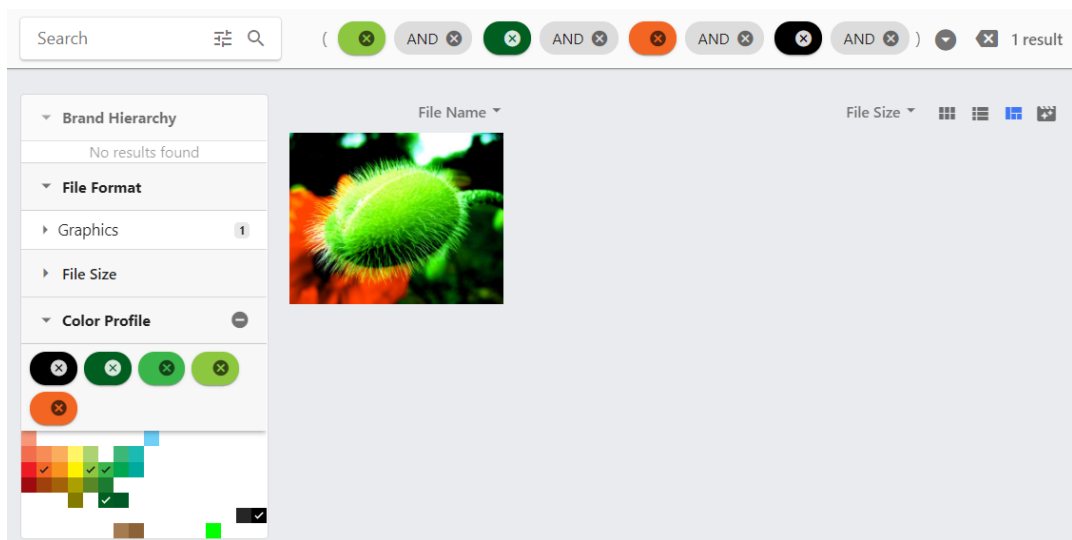 Search
( AND AND AND AND ) 1 result
Brand Hierarchy
No results found
File Format
Graphics 1
File Size
Color Profile
File Name
File Size